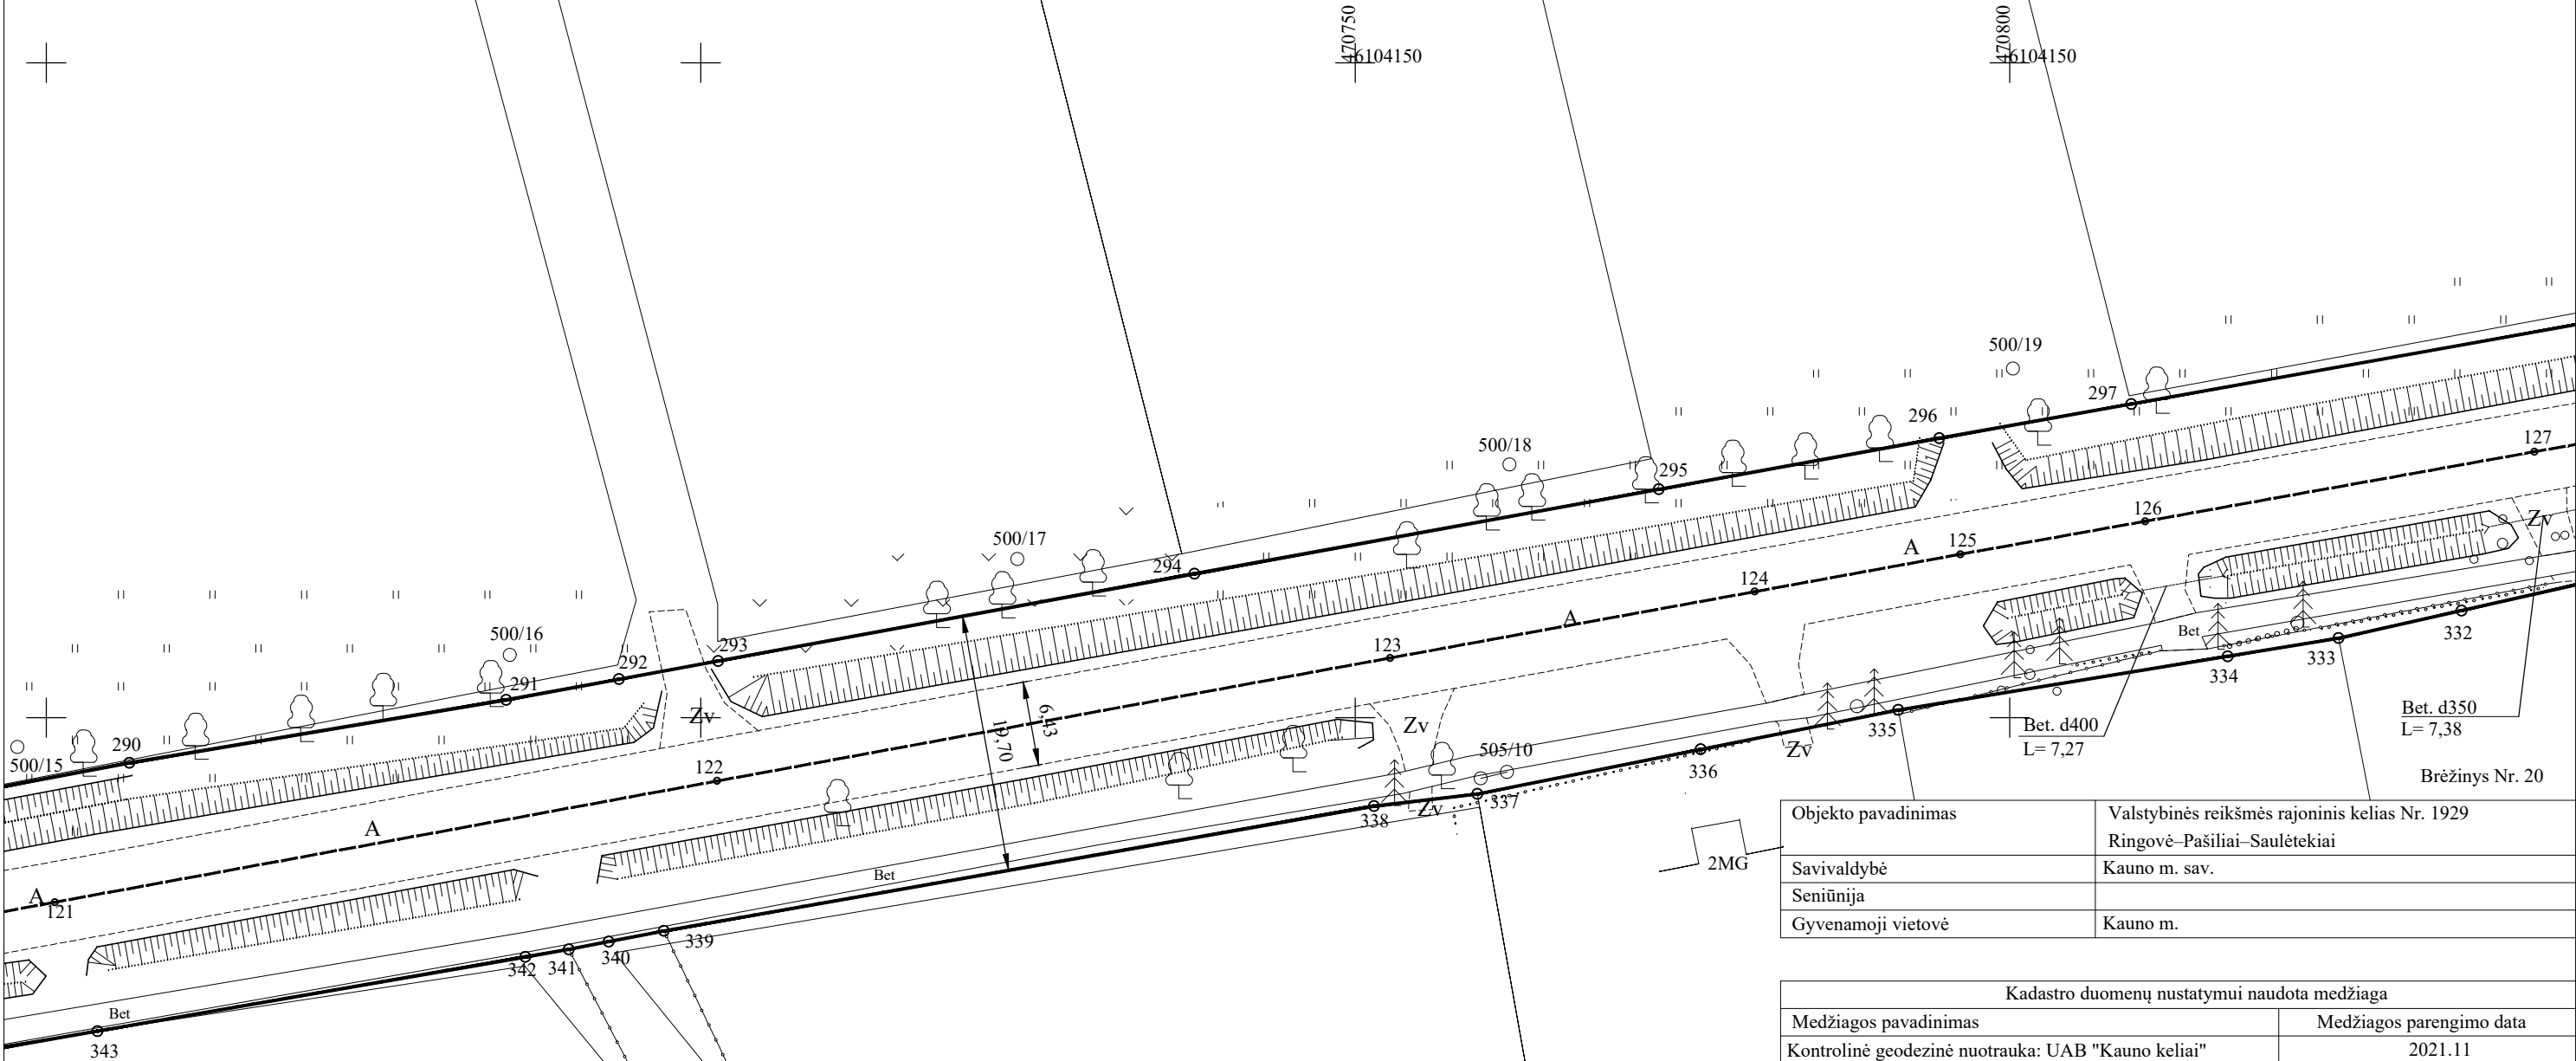 470750
6104150
470800
6104150
500/19
297
296
127
500/18
295
126
500/17
294
125
A
Zv
124
A
Bet
332
500/16
293
292
291
123
333
334
Zv
6,43
19,70
Zv
335
Bet. d400
L= 7,27
Bet. d350
L= 7,38
500/15
290
122
505/10
336
Zv
Brėžinys Nr. 20
337
338
Zv
A
2MG
Bet
A
121
339
340
341
342
Bet
343
Objekto pavadinimas
Valstybinės reikšmės rajoninis kelias Nr. 1929
Ringovė–Pašiliai–Saulėtekiai
Savivaldybė
Kauno m. sav.
Seniūnija
Gyvenamoji vietovė
Kauno m.
Kadastro duomenų nustatymui naudota medžiaga
Medžiagos pavadinimas
Medžiagos parengimo data
Kontrolinė geodezinė nuotrauka: UAB "Kauno keliai"
2021.11